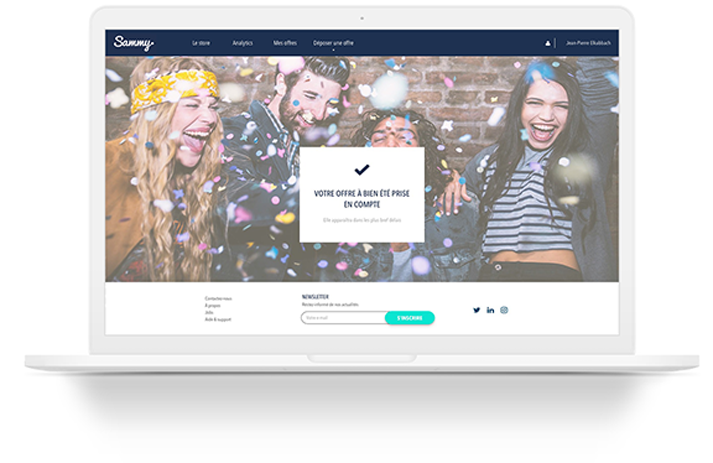 Sammy
Le store
Analytics
Mes offres
Déposer une offre
Jean-Pierre Elkabbach
VOTRE OFFRE À BIEN ÉTÉ PRISE
EN COMPTE
Elle apparaîtra dans les plus bref délais
Contactez-nous
À propos
Jobs
Aide & support
NEWSLETTER
Restez informé de nos actualités
Votre e-mail
S'INSCRIRE